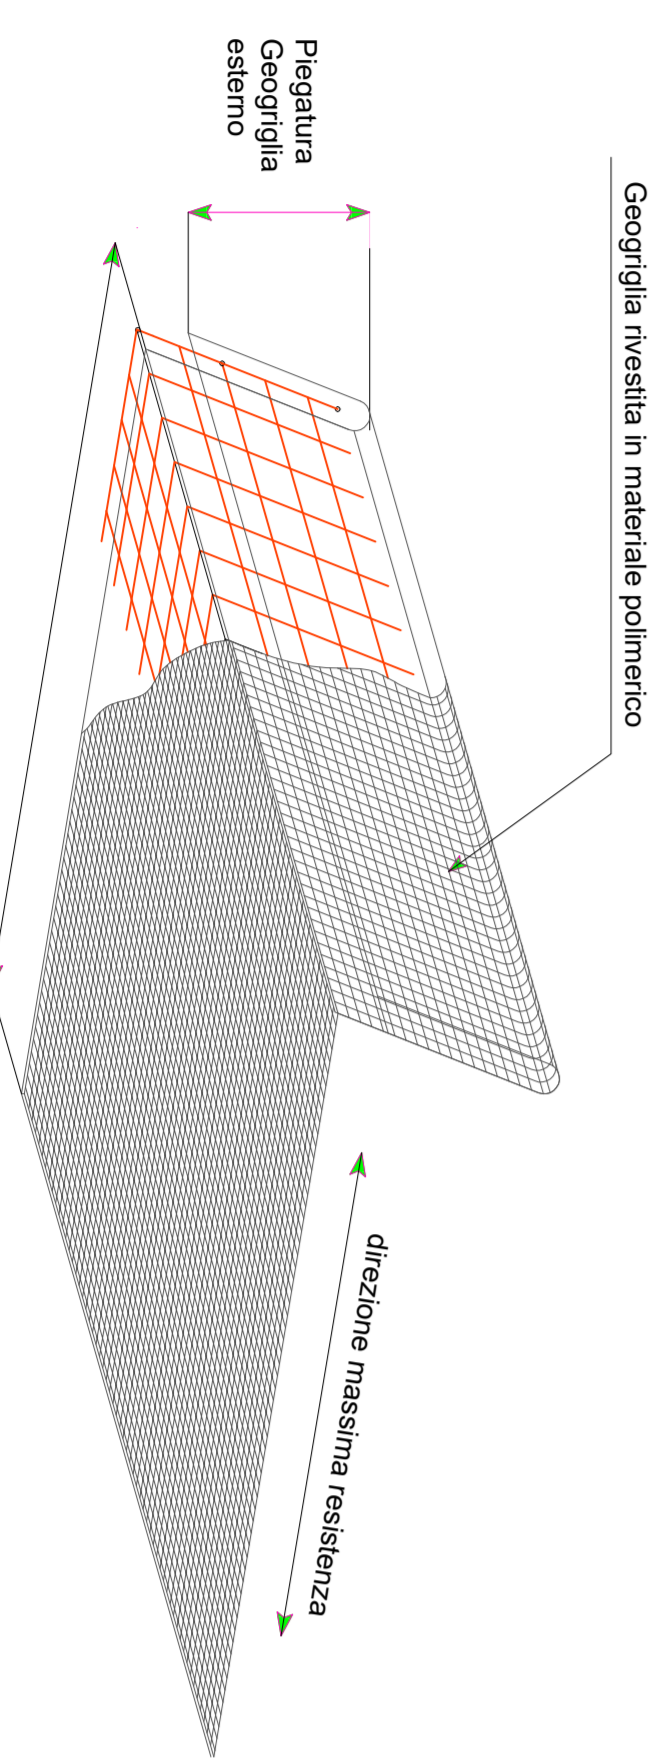 Geogriglia rivestita in materiale polimerico
Piegatura
Geogriglia
esterno
direzione massima resistenza